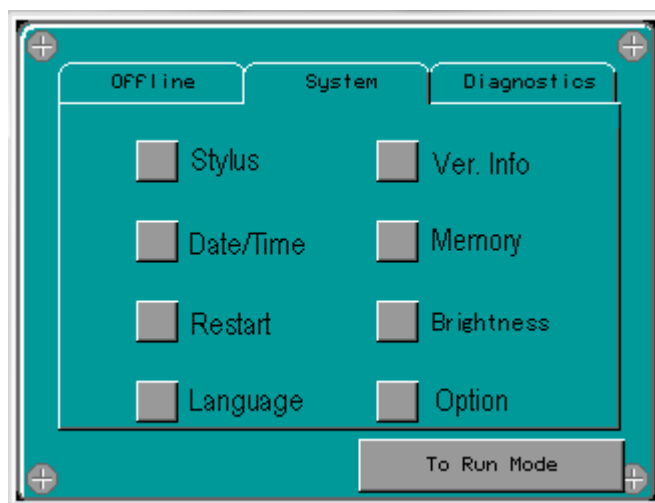 Offline System Diagnostics
Stylus Ver. Info
Date/Time Memory
Restart Brightness
Language Option
To Run Mode